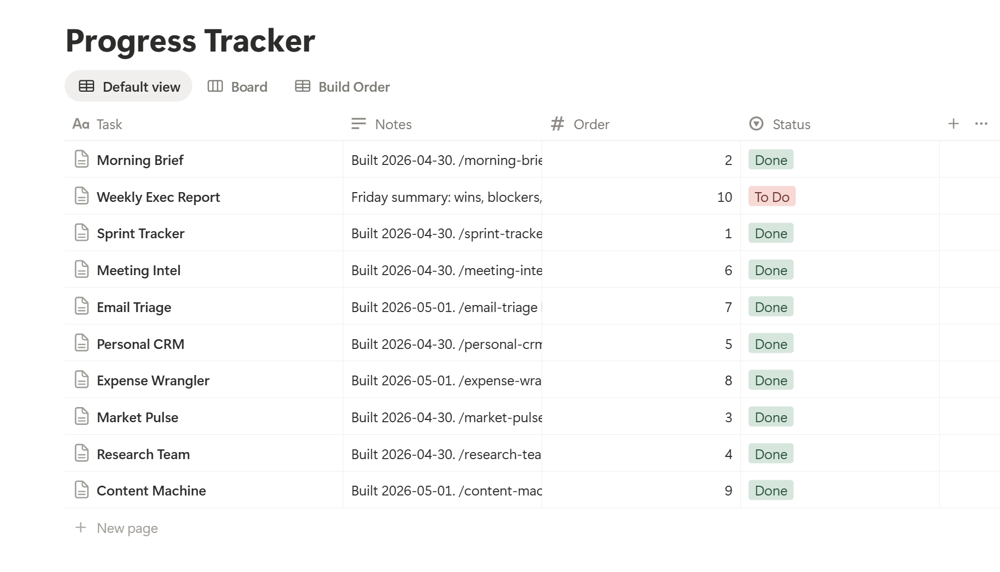 Progress Tracker
Default view Board Build Order
Aa Task Notes # Order Status + ...
Morning Brief Built 2026-04-30. /morning-brie 2 Done
Weekly Exec Report Friday summary: wins, blockers, 10 To Do
Sprint Tracker Built 2026-04-30. /sprint-tracke 1 Done
Meeting Intel Built 2026-04-30. /meeting-inte 6 Done
Email Triage Built 2026-05-01. /email-triage 7 Done
Personal CRM Built 2026-04-30. /personal-crm 5 Done
Expense Wrangler Built 2026-05-01. /expense-wra 8 Done
Market Pulse Built 2026-04-30. /market-pulse 3 Done
Research Team Built 2026-04-30. /research-tea 4 Done
Content Machine Built 2026-05-01. /content-mac 9 Done
+ New page